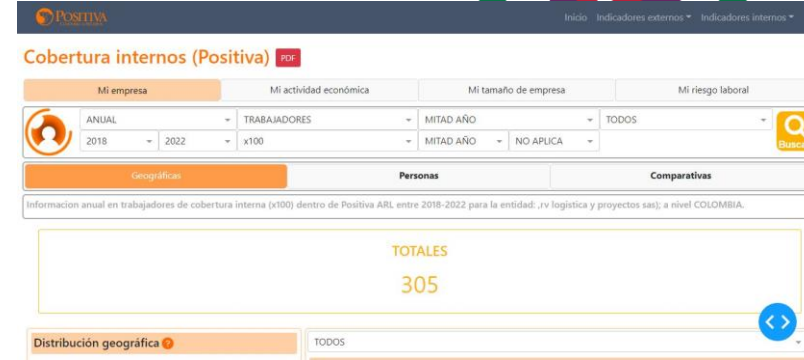 POSITIVA
Inicio Indicadores externos Indicadores internos
Cobertura internos (Positiva) PDF
Mi empresa Mi actividad económica Mi tamaño de empresa Mi riesgo laboral
ANUAL TRABAJADORES MITAD AÑO TODOS
2018 2022 x100 MITAD AÑO NO APLICA
Busca
Geográficas Personas Comparativas
Informacion anual en trabajadores de cobertura interna (x100) dentro de Positiva ARL entre 2018-2022 para la entidad: ,rv logistica y proyectos sas); a nivel COLOMBIA.
TOTALES
305
Distribución geográfica ?
TODOS